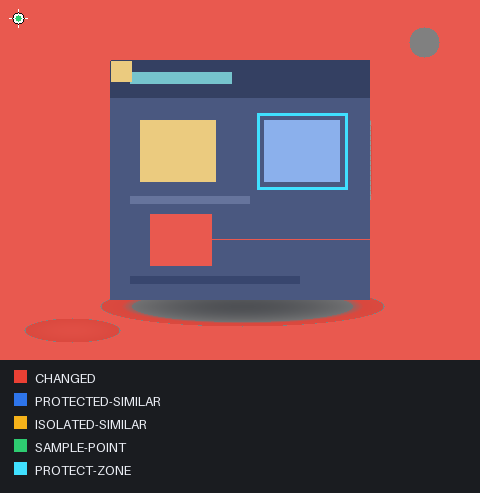 CHANGED
PROTECTED-SIMILAR
ISOLATED-SIMILAR
SAMPLE-POINT
PROTECT-ZONE